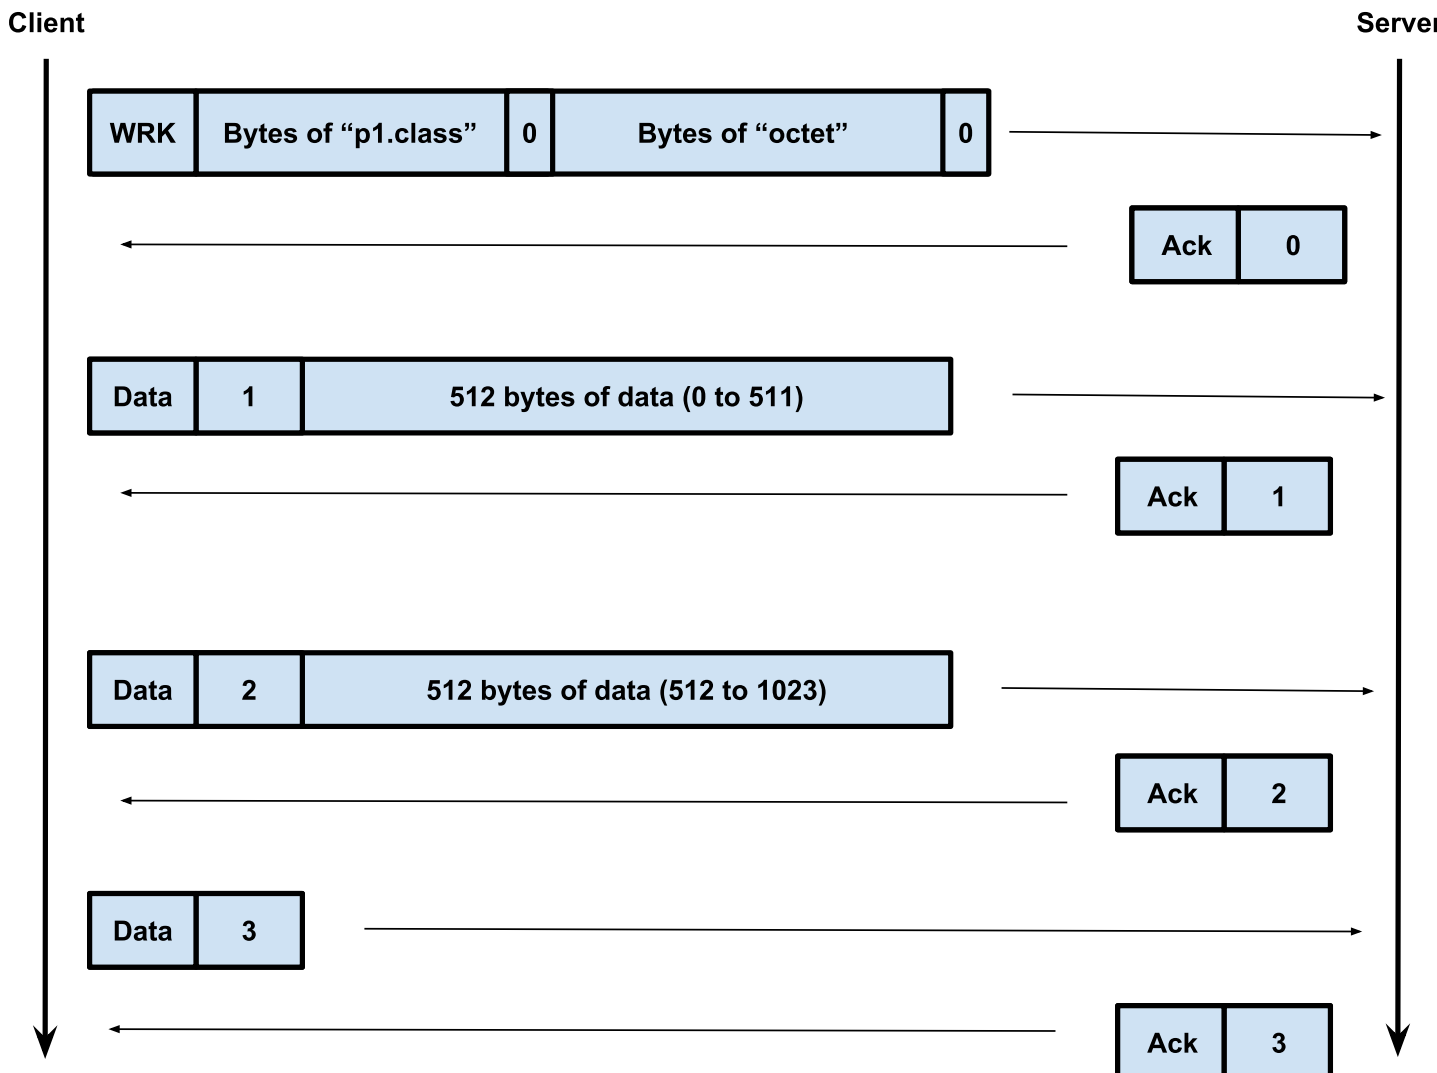 Client
Server
WRK Bytes of “p1.class” 0 Bytes of “octet” 0
Ack 0
Data 1 512 bytes of data (0 to 511)
Ack 1
Data 2 512 bytes of data (512 to 1023)
Ack 2
Data 3
Ack 3